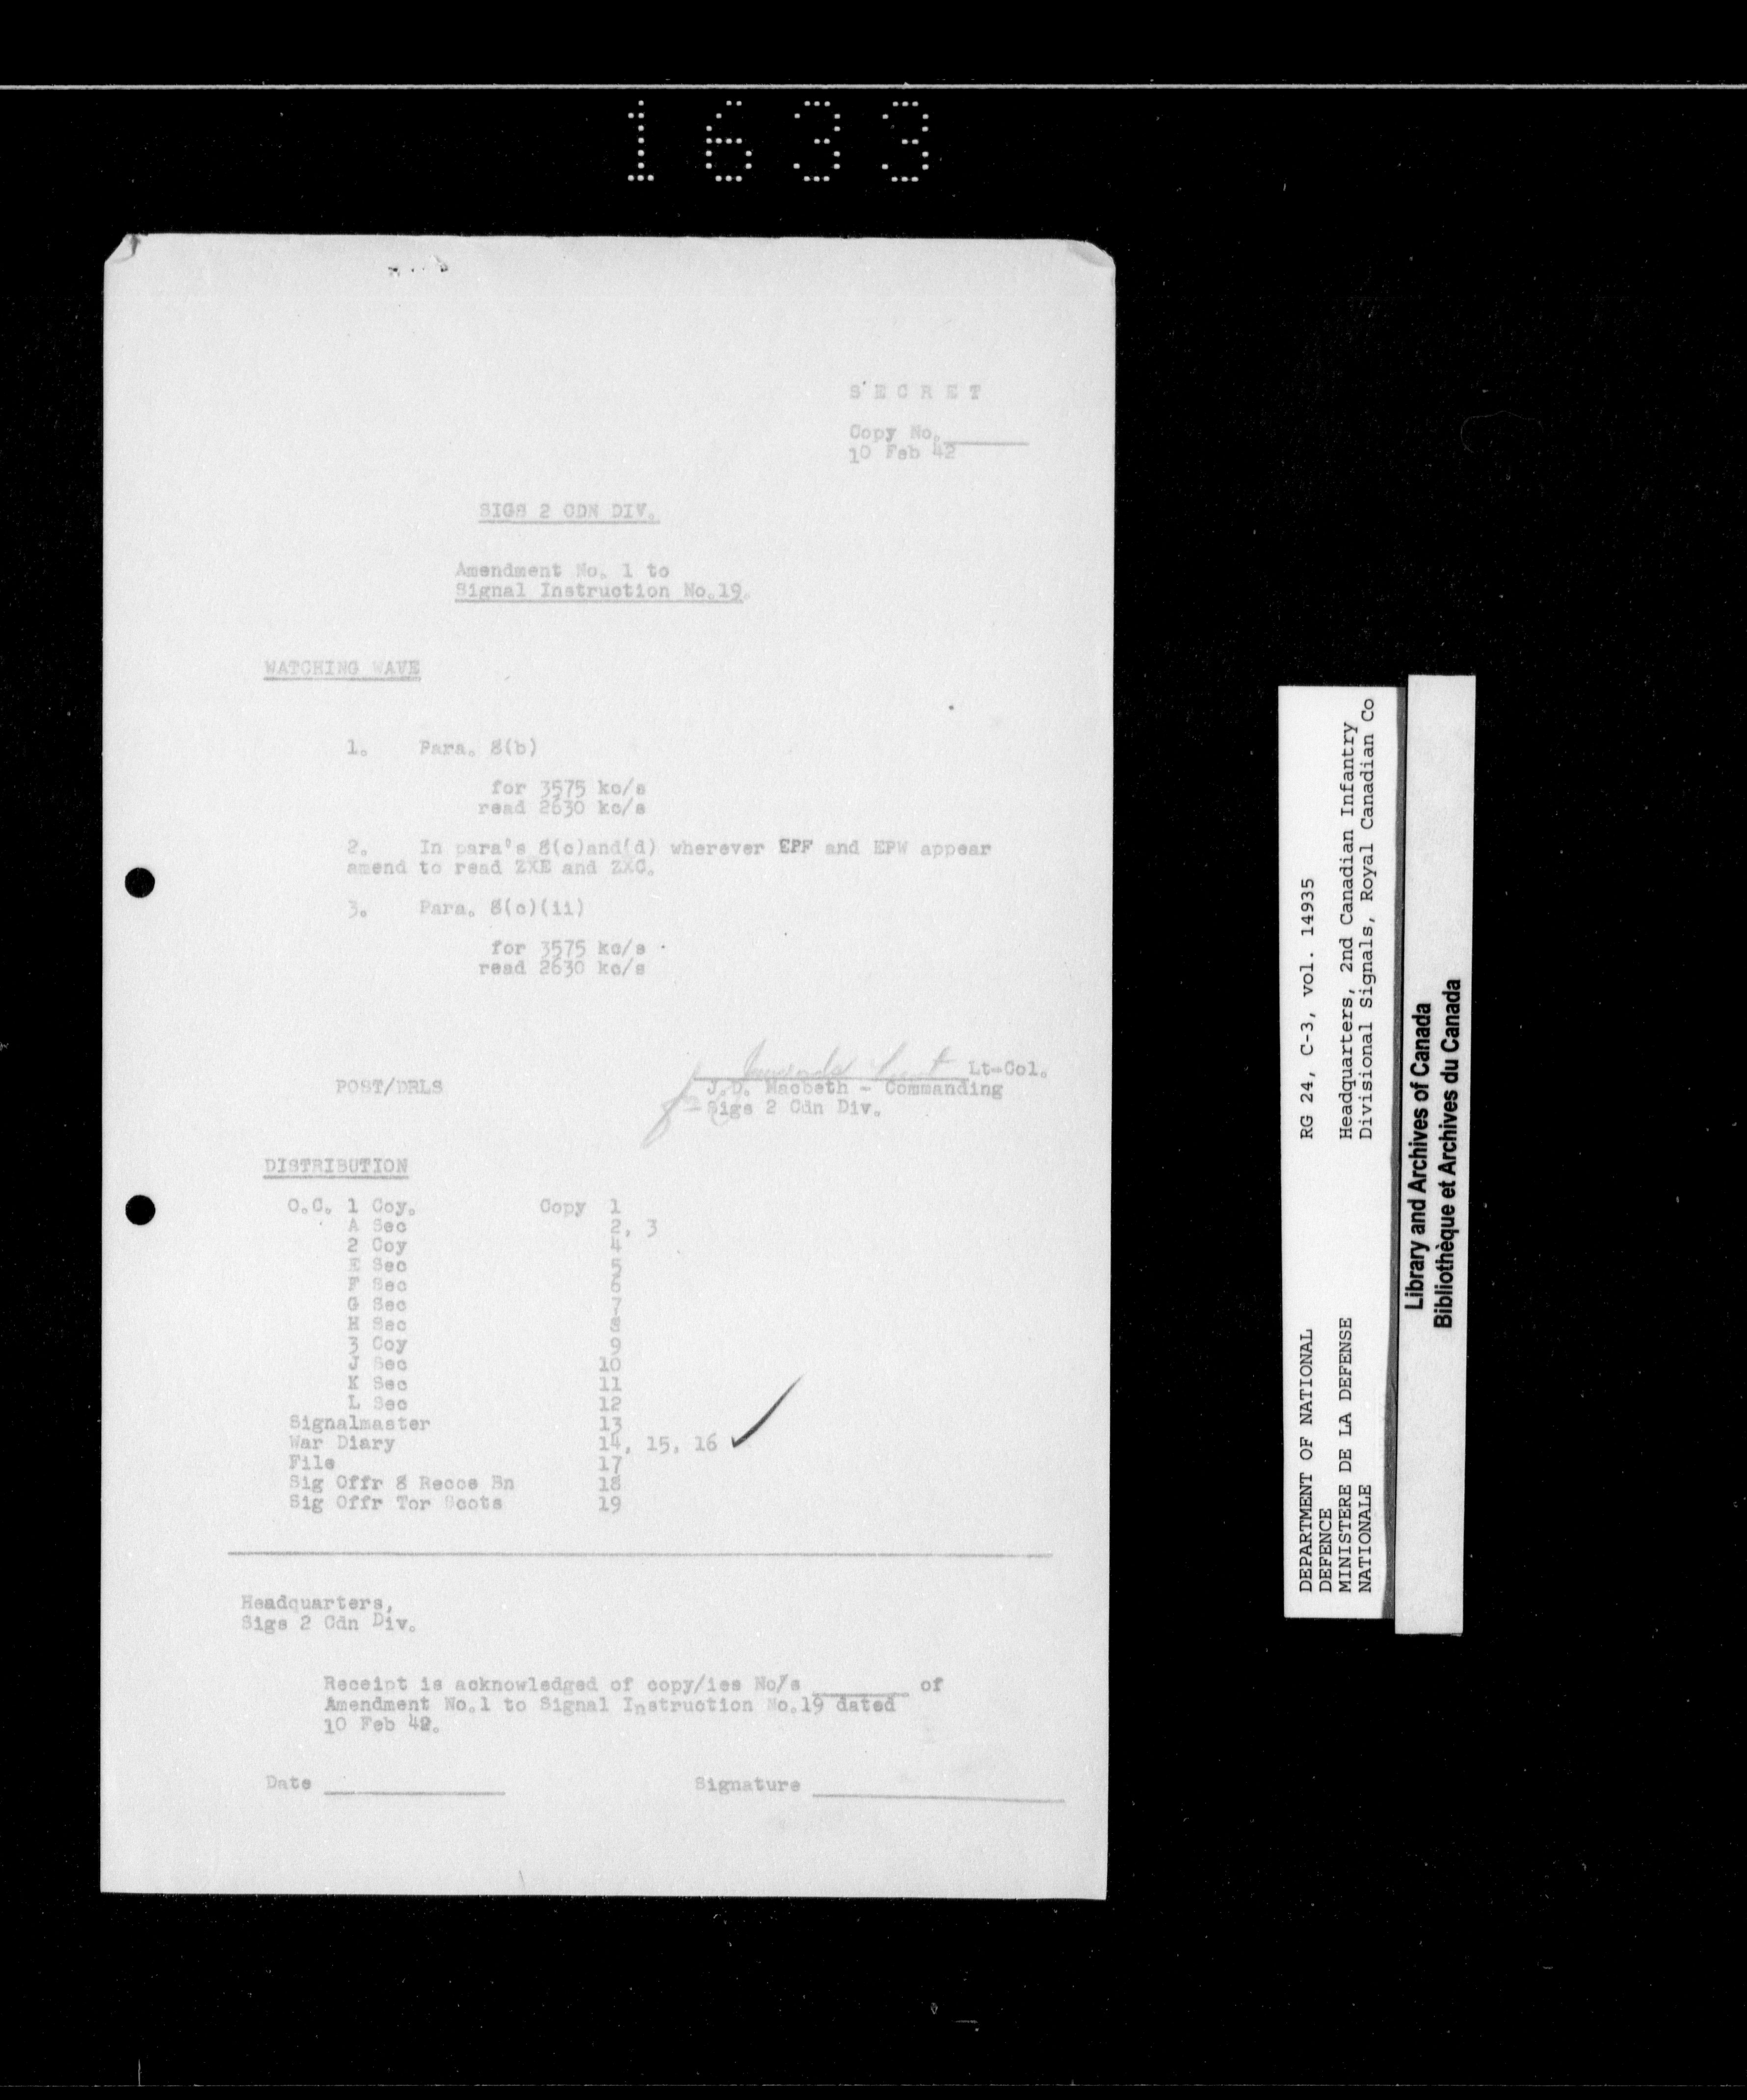 1633
S E C R E T
Copy No.
10 Feb 42
SIGS 2 CDN DIV.
Amendment No. 1 to
Signal Instruction No.19.
WATCHING WAVE
1. Para. 8(b)
for 3575 kc/s
read 2630 kc/s
2. In para's 8(c)and(d) wherever EPF and EPW appear
amend to read ZXE and ZXC.
3. Para. 8(c)(ii)
for 3575 kc/s
read 2630 kc/s
Lt-Col.
POST/DRLS J.D. Macbeth - Commanding
Sigs 2 Cdn Div.
DISTRIBUTION
O.C. 1 Coy. Copy 1
A Sec 2, 3
2 Coy 4
E Sec 5
F Sec 6
G Sec 7
H Sec 8
3 Coy 9
J Sec 10
K Sec 11
L Sec 12
Signalmaster 13
War Diary 14, 15, 16
File 17
Sig Offr 8 Recce Bn 18
Sig Offr Tor Scots 19
Headquarters,
Sigs 2 Cdn Div.
Receipt is acknowledged of copy/ies No/s of
Amendment No.1 to Signal Instruction No.19 dated
10 Feb 42.
Date Signature
DEPARTMENT OF NATIONAL
DEFENCE
MINISTERE DE LA DEFENSE
NATIONALE
RG 24, C-3, vol. 14935
Headquarters, 2nd Canadian Infantry
Divisional Signals, Royal Canadian Co
Library and Archives of Canada
Bibliothèque et Archives du Canada